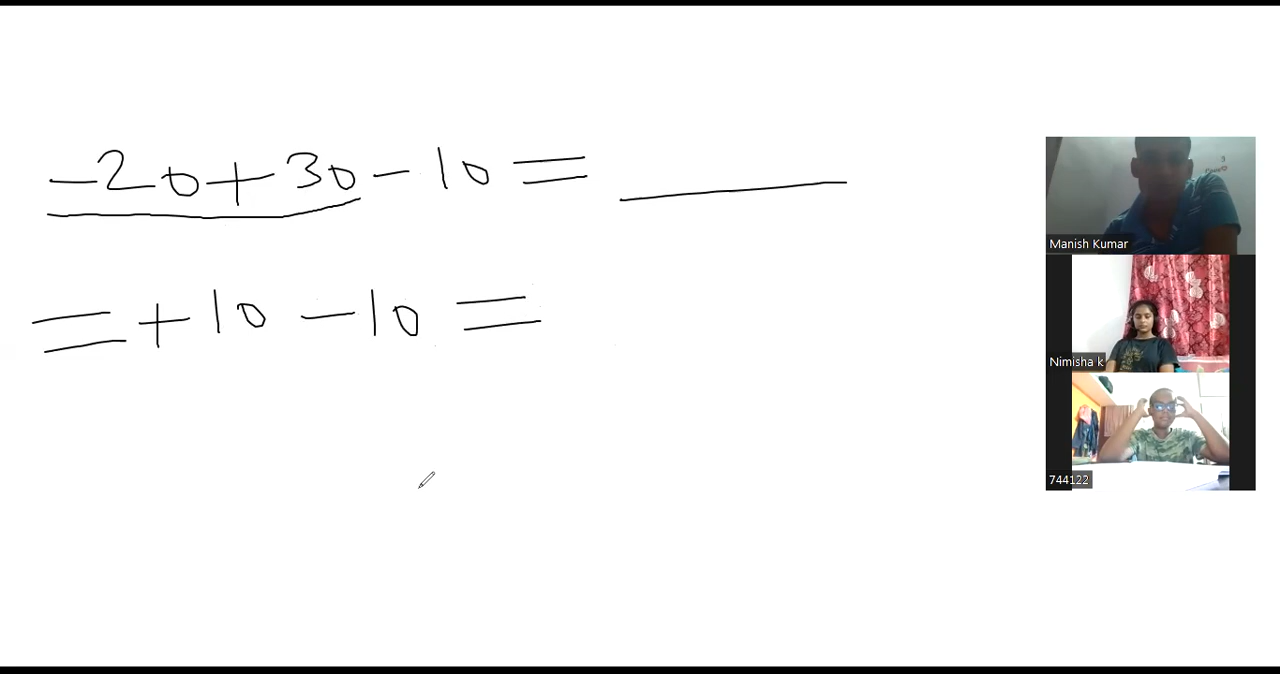 -20+30-10=
=+10-10=
Manish Kumar
Nimisha k
744122